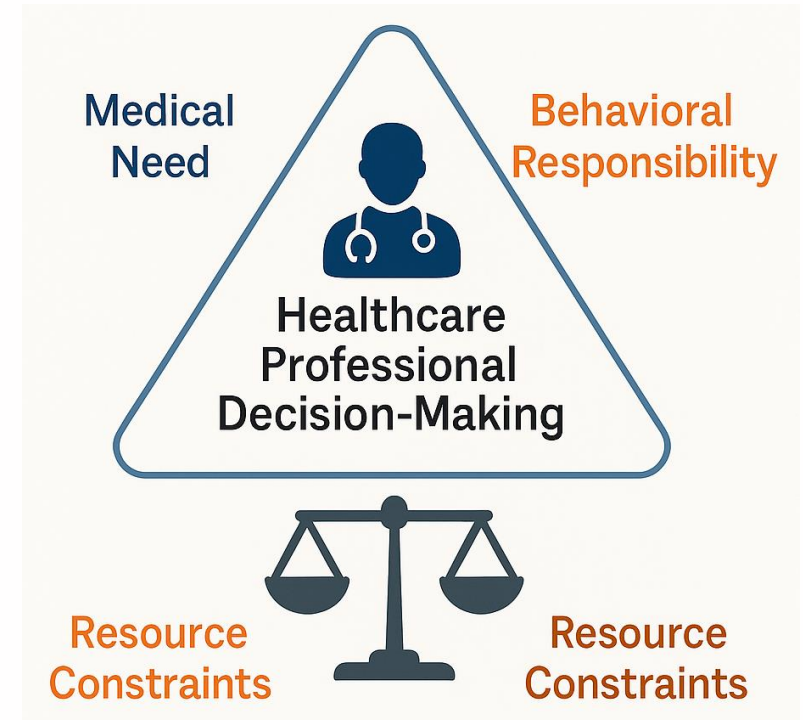 Medical
Need
Behavioral
Responsibility
Healthcare
Professional
Decision-Making
Resource
Constraints
Resource
Constraints